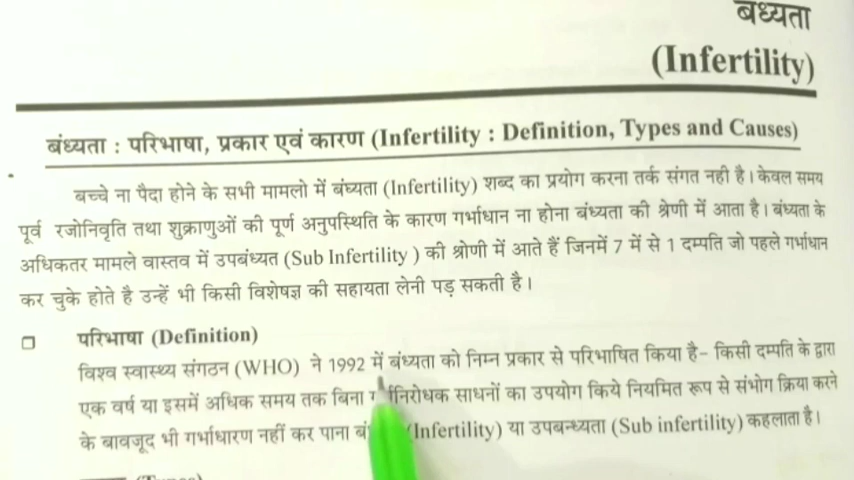 बंध्यता
(Infertility)
बंध्यता : परिभाषा, प्रकार एवं कारण (Infertility : Definition, Types and Causes)
बच्चे ना पैदा होने के सभी मामलो में बंघ्यता (Infertility) शब्द का प्रयोग करना तर्क संगत नही है। केवल समय
पूर्व रजोनिवृति तथा शुक्राणुओं की पूर्ण अनुपस्थिति के कारण गर्भाधान ना होना बंध्यता की श्रेणी में आता है। बंध्यता के
अधिकतर मामले वास्तव में उपबंध्यत (Sub Infertility ) की श्रोणी में आते हैं जिनमें 7 में से 1 दम्पति जो पहले गर्भाधान
कर चुके होते है उन्हें भी किसी विशेषज्ञ की सहायता लेनी पड़ सकती है।
परिभाषा (Definition)
विश्व स्वास्थ्य संगठन (WHO) ने 1992 में बंध्यता को निम्न प्रकार से परिभाषित किया है– किसी दम्पति के द्वारा
एक वर्ष या इसमें अधिक समय तक बिना निरोधक साधनों का उपयोग किये नियमित रूप से संभोग क्रिया करने
के बावजूद भी गर्भाधारण नहीं कर पाना (Infertility) या उपबन्ध्यता (Sub infertility) कहलाता है।